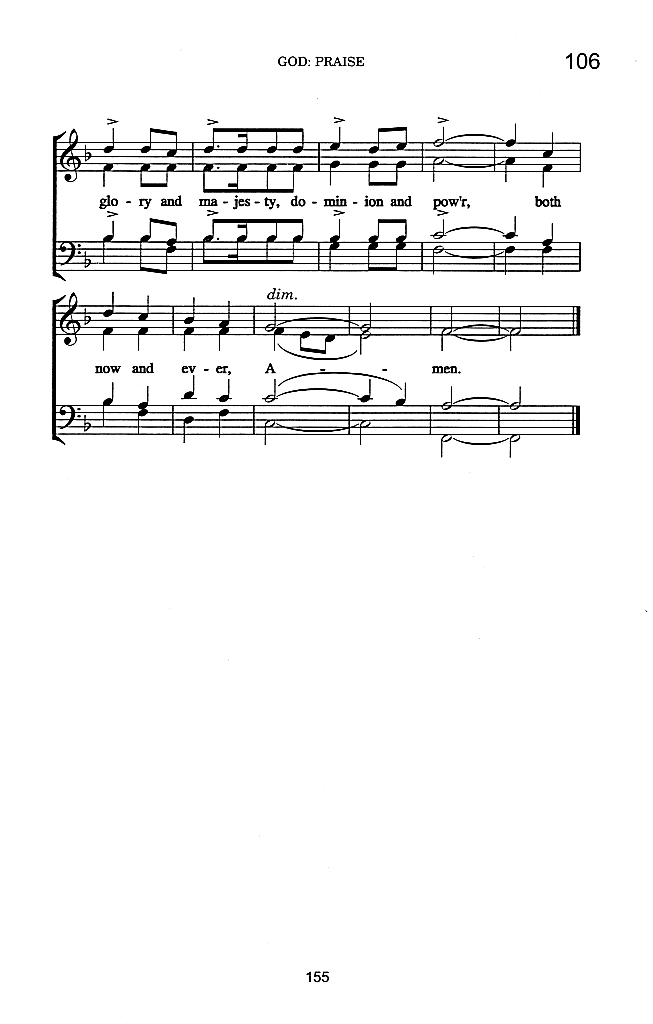 GOD: PRAISE
106
glo - ry and ma - jes - ty, do - min - ion and pow'r, both
dim.
now and ev - er, A - - - men.
155